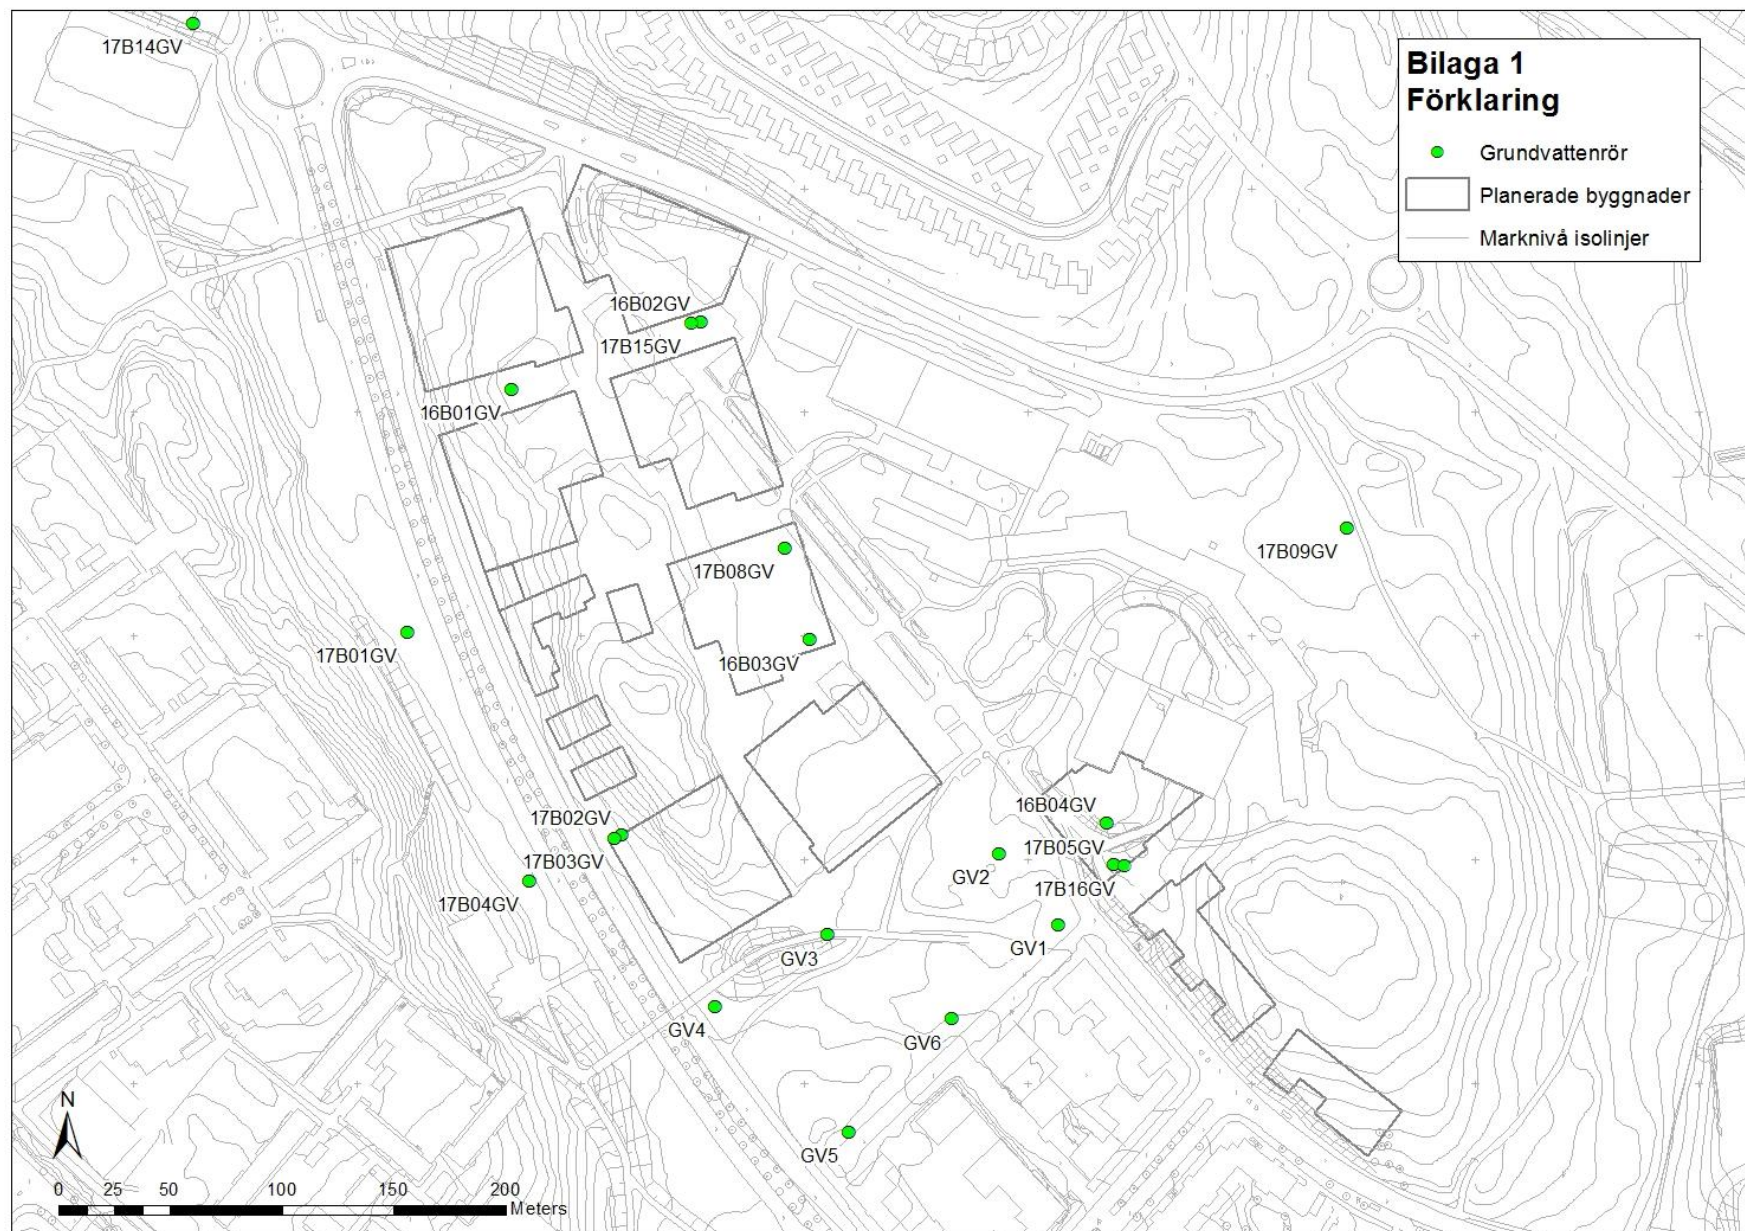 17B14GV
Bilaga 1
Förklaring
Grundvattenrör
Planerade byggnader
Marknivå isolinjer
16B02GV
17B15GV
16B01GV
17B09GV
17B08GV
17B01GV
16B03GV
16B04GV
17B02GV
17B05GV
17B03GV
GV2
17B16GV
17B04GV
GV1
GV3
GV4
GV6
N
GV5
0 25 50 100 150 200
Meters